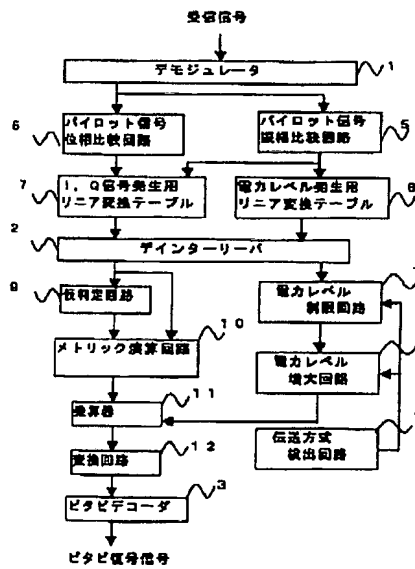 受信信号
デモジュレータ
1
パイロット信号
位相比較回路
6
パイロット信号
振幅比較回路
5
7
I,Q信号発生用
リニア変換テーブル
電力レベル発生用
リニア変換テーブル
8
2
デインターリーバ
9
仮判定回路
電力レベル
制限回路
メトリック演算回路
10
電力レベル
増大回路
乗算器
11
伝送方式
検出回路
変換回路
12
ビタビデコーダ
3
ビタビ復号信号